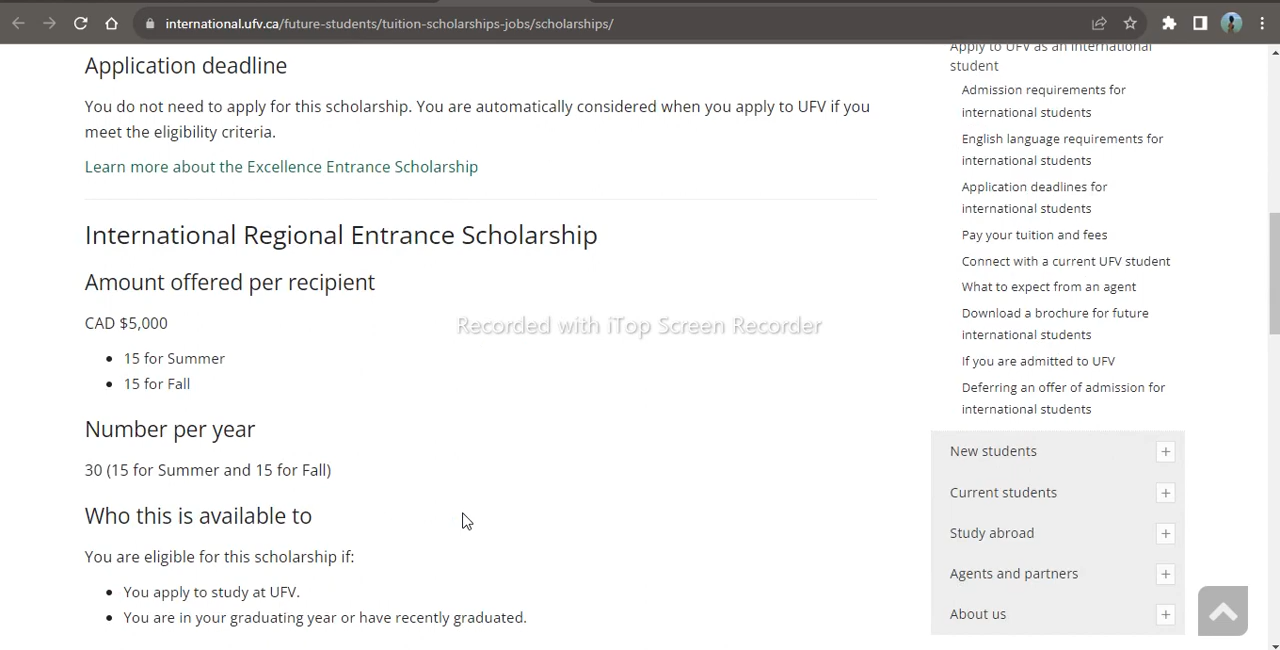 international.ufv.ca/future-students/tuition-scholarships-jobs/scholarships/
Application deadline
You do not need to apply for this scholarship. You are automatically considered when you apply to UFV if you
meet the eligibility criteria.
Learn more about the Excellence Entrance Scholarship
International Regional Entrance Scholarship
Amount offered per recipient
CAD $5,000
Recorded with iTop Screen Recorder
15 for Summer
15 for Fall
Number per year
30 (15 for Summer and 15 for Fall)
Who this is available to
You are eligible for this scholarship if:
You apply to study at UFV.
You are in your graduating year or have recently graduated.
Apply to UFV as an international
student
Admission requirements for
international students
English language requirements for
international students
Application deadlines for
international students
Pay your tuition and fees
Connect with a current UFV student
What to expect from an agent
Download a brochure for future
international students
If you are admitted to UFV
Deferring an offer of admission for
international students
New students
Current students
Study abroad
Agents and partners
About us